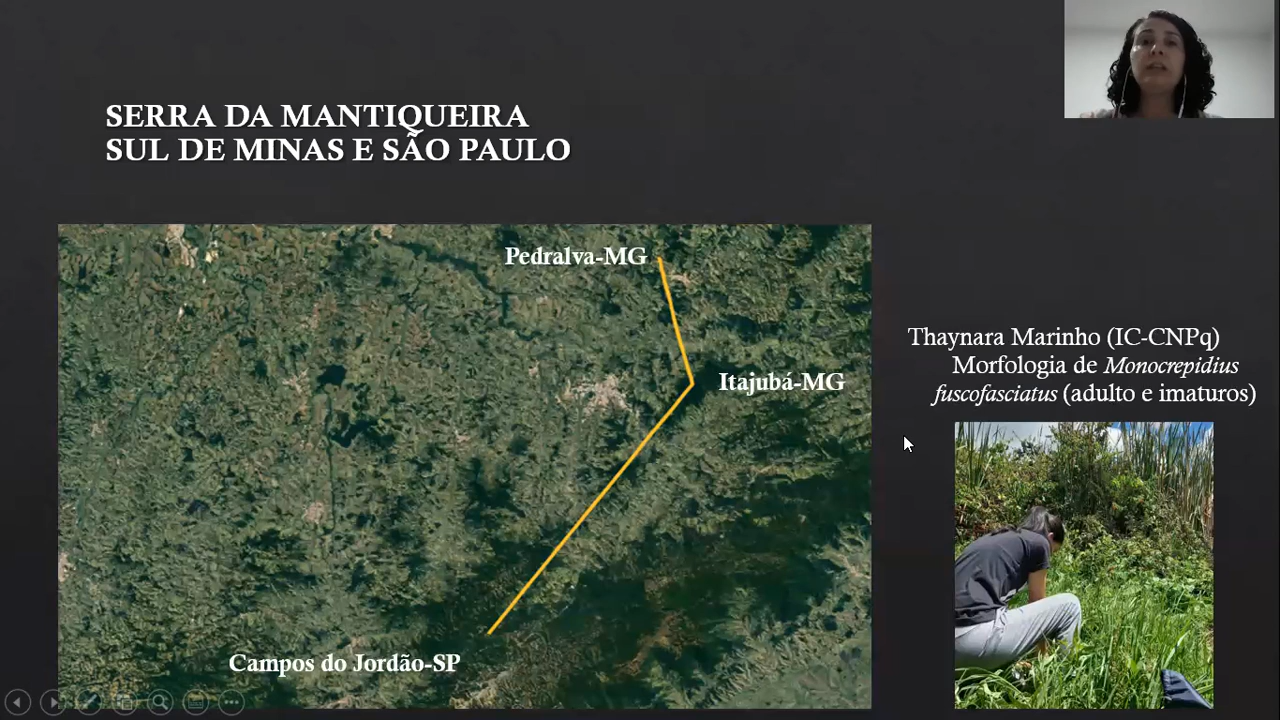 SERRA DA MANTIQUEIRA
SUL DE MINAS E SÃO PAULO
Pedralva-MG
Itajubá-MG
Campos do Jordão-SP
Thaynara Marinho (IC-CNPq)
Morfologia de Monocrepidius
fuscofasciatus (adulto e imaturos)